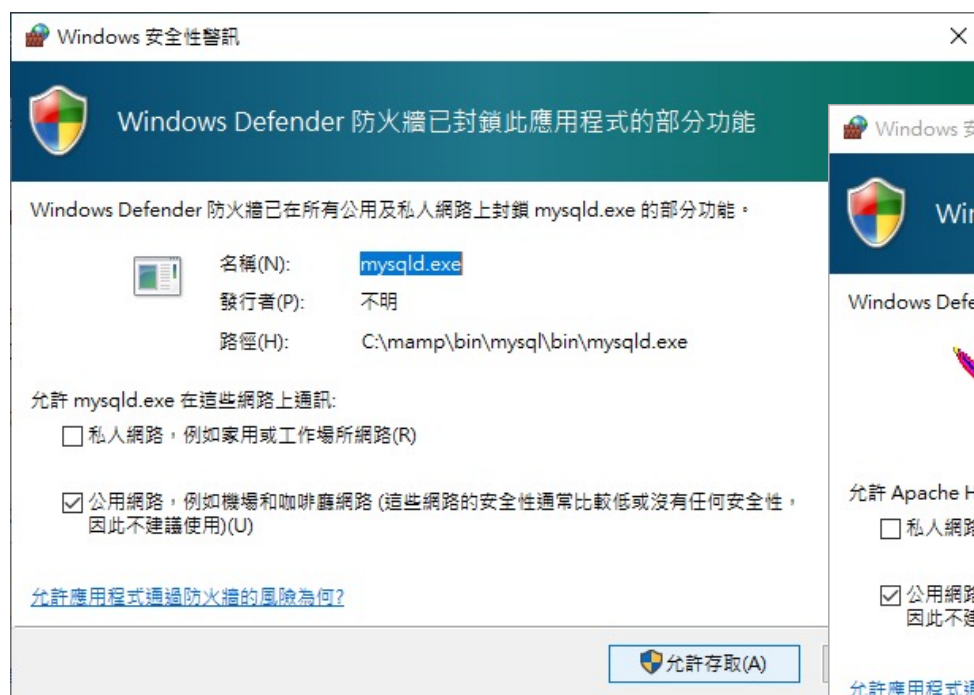 Windows 安全性警訊
Windows Defender 防火牆已封鎖此應用程式的部分功能
Windows Defender 防火牆已在所有公用及私人網路上封鎖 mysqld.exe 的部分功能。
名稱(N): mysqld.exe
發行者(P): 不明
路徑(H): C:\mamp\bin\mysql\bin\mysqld.exe
允許 mysqld.exe 在這些網路上通訊:
私人網路，例如家用或工作場所網路(R)
公用網路，例如機場和咖啡廳網路 (這些網路的安全性通常比較低或沒有任何安全性，
因此不建議使用)(U)
允許應用程式通過防火牆的風險為何?
允許存取(A)
Windows
Windows
允許 Apache
私人網
公用網
因此不
允許應用程式